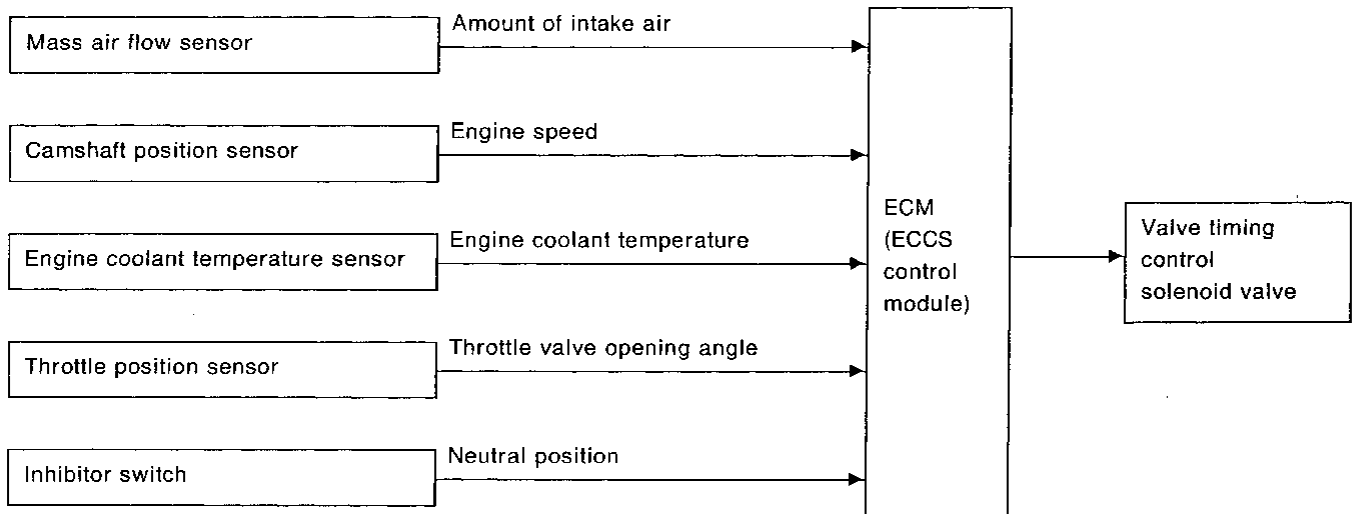 Mass air flow sensor
Amount of intake air
Camshaft position sensor
Engine speed
Engine coolant temperature sensor
Engine coolant temperature
Throttle position sensor
Throttle valve opening angle
Inhibitor switch
Neutral position
ECM
(ECCS
control
module)
Valve timing
control
solenoid valve